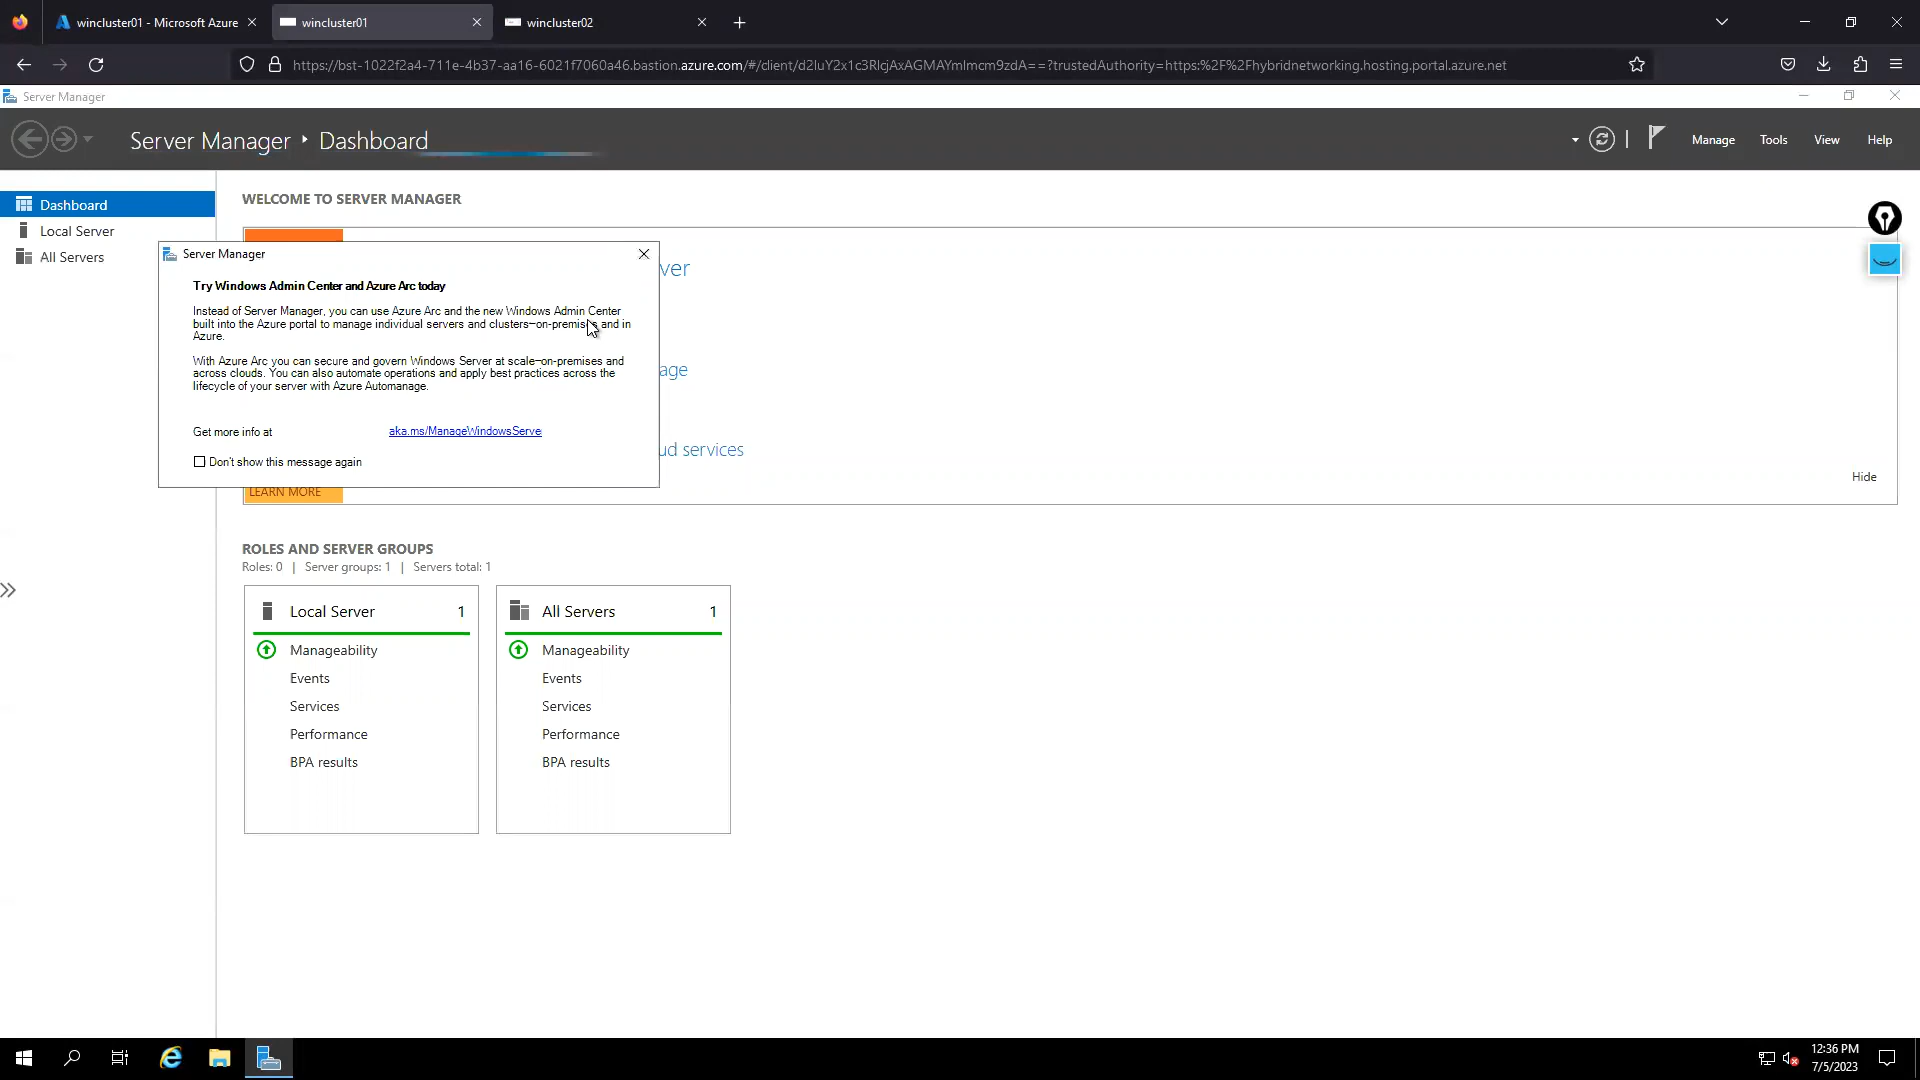 wincluster01 - Microsoft Azure
wincluster01
wincluster02
https://bst-1022f2a4-711e-4b37-aa16-6021f7060a46.bastion.azure.com/#/client/d2luY2x1c3RlcjAxAGMAYmlmcm9zdA==?trustedAuthority=https:%2F%2Fhybridnetworking.hosting.portal.azure.net
Server Manager
Server Manager
Dashboard
Manage
Tools
View
Help
Dashboard
Local Server
All Servers
WELCOME TO SERVER MANAGER
Server Manager
Try Windows Admin Center and Azure Arc today
Instead of Server Manager, you can use Azure Arc and the new Windows Admin Center
built into the Azure portal to manage individual servers and clusters–on-premises and in
Azure.
With Azure Arc you can secure and govern Windows Server at scale–on-premises and
across clouds. You can also automate operations and apply best practices across the
lifecycle of your server with Azure Automanage.
Get more info at
aka.ms/ManageWindowsServe
Don't show this message again
ver
age
ud services
LEARN MORE
Hide
ROLES AND SERVER GROUPS
Roles: 0 | Server groups: 1 | Servers total: 1
Local Server 1
Manageability
Events
Services
Performance
BPA results
All Servers 1
Manageability
Events
Services
Performance
BPA results
12:36 PM
7/5/2023